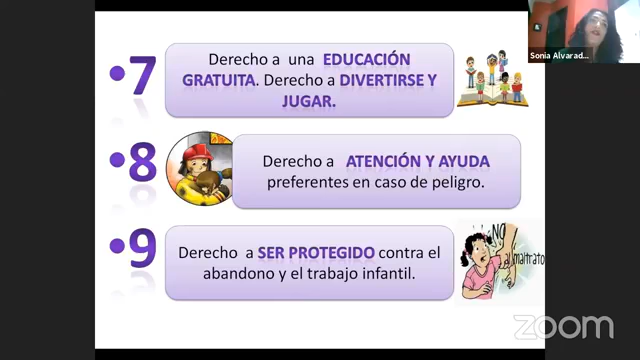 Sonia Alvarad...
•7
Derecho a una EDUCACIÓN
GRATUITA. Derecho a DIVERTIRSE Y
JUGAR.
•8
Derecho a ATENCIÓN Y AYUDA
preferentes en caso de peligro.
•9
Derecho a SER PROTEGIDO contra el
abandono y el trabajo infantil.
NO
al maltrato
zoom